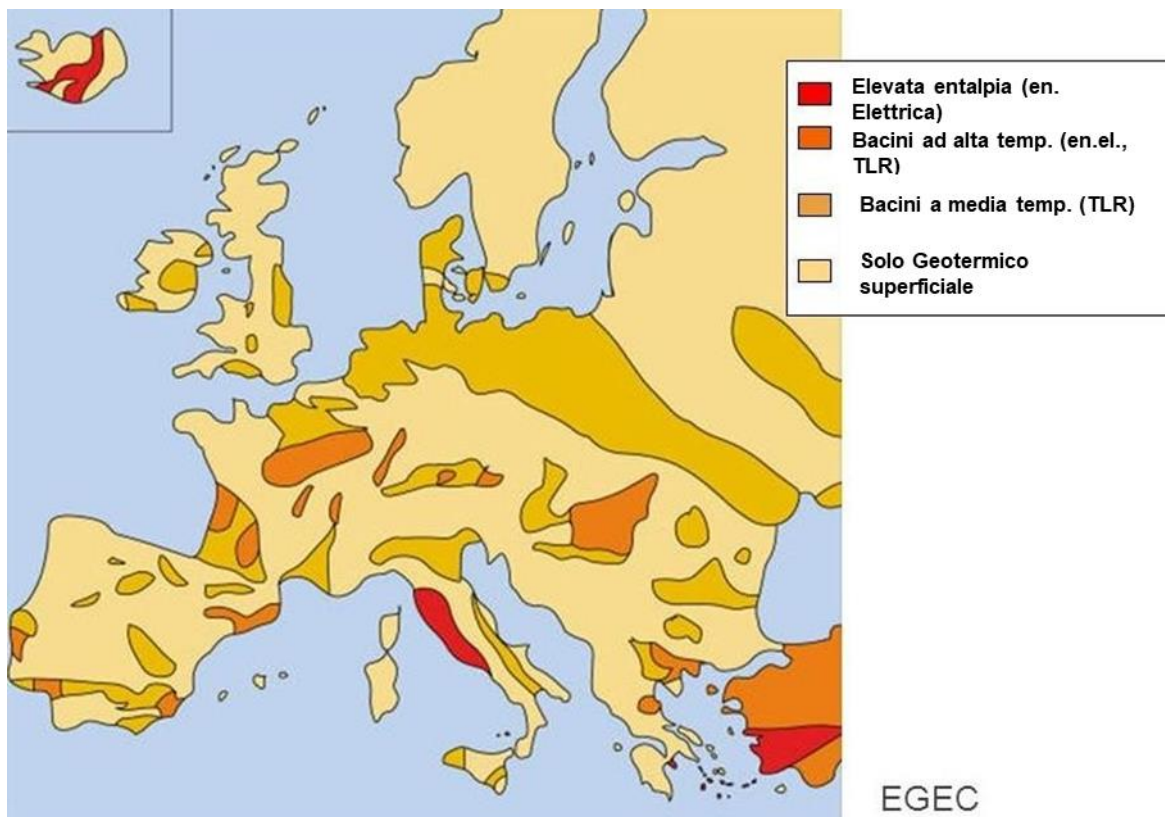 Elevata entalpia (en.
Elettrica)
Bacini ad alta temp. (en.el.,
TLR)
Bacini a media temp. (TLR)
Solo Geotermico
superficiale
EGEC